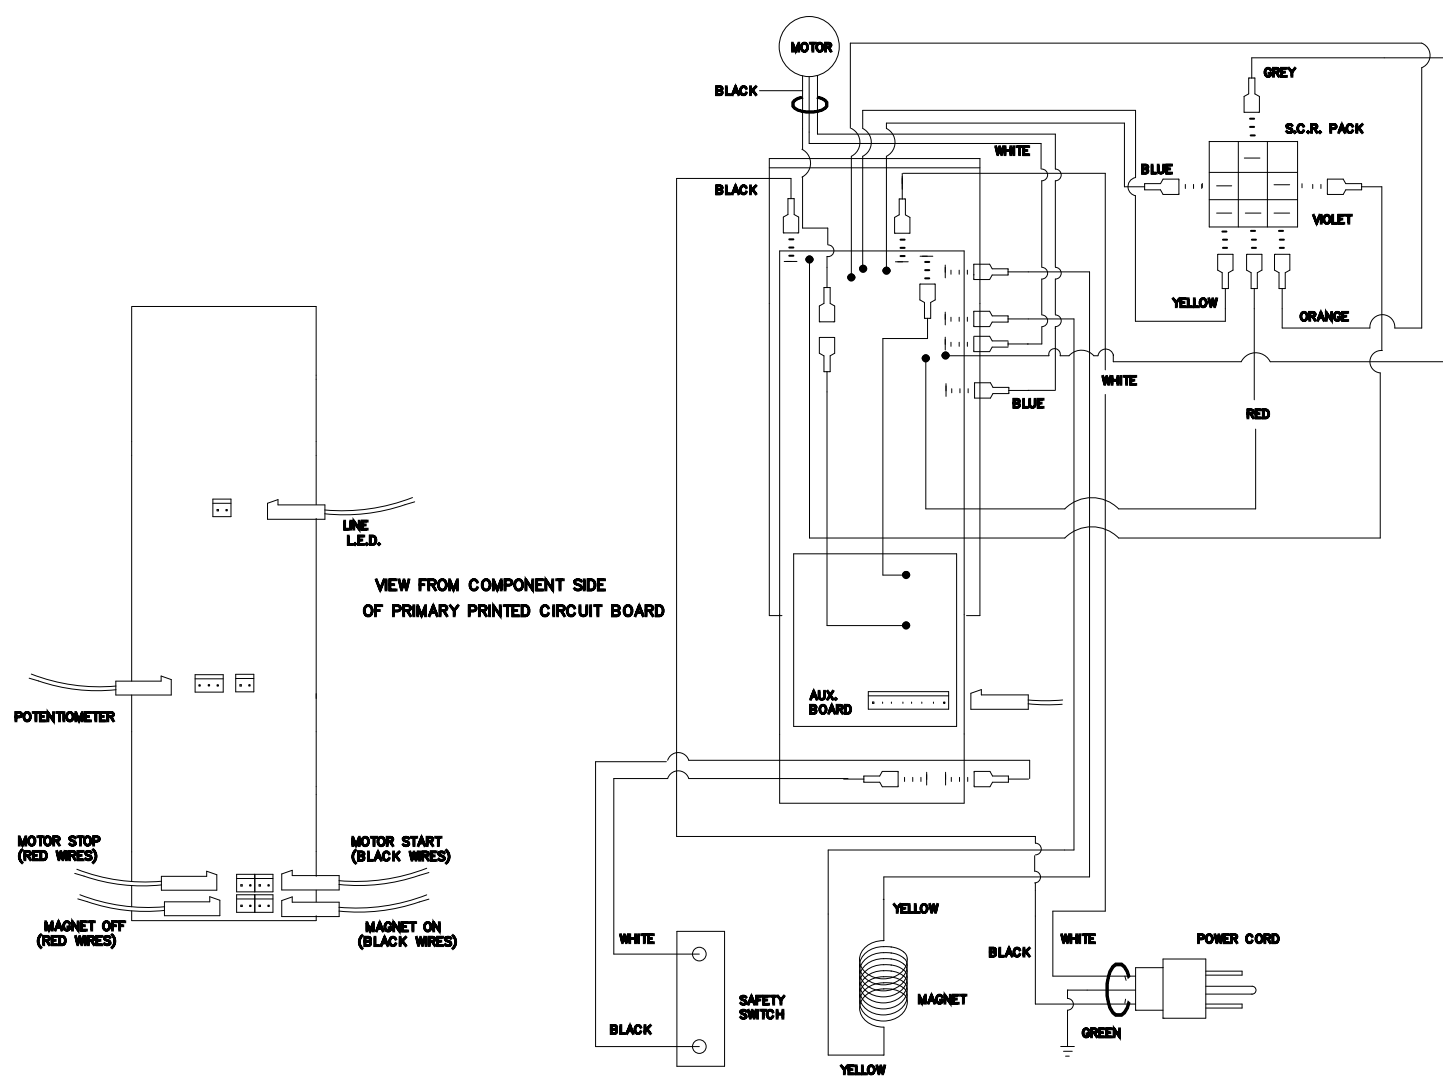 MOTOR
BLACK
GREY
S.C.R. PACK
WHITE
BLUE
BLACK
VIOLET
YELLOW
ORANGE
WHITE
BLUE
RED
LINE
L.E.D.
VIEW FROM COMPONENT SIDE
OF PRIMARY PRINTED CIRCUIT BOARD
POTENTIOMETER
AUX.
BOARD
MOTOR STOP
(RED WIRES)
MOTOR START
(BLACK WIRES)
MAGNET OFF
(RED WIRES)
MAGNET ON
(BLACK WIRES)
WHITE
YELLOW
BLACK
WHITE
POWER CORD
SAFETY
SWITCH
MAGNET
BLACK
GREEN
YELLOW